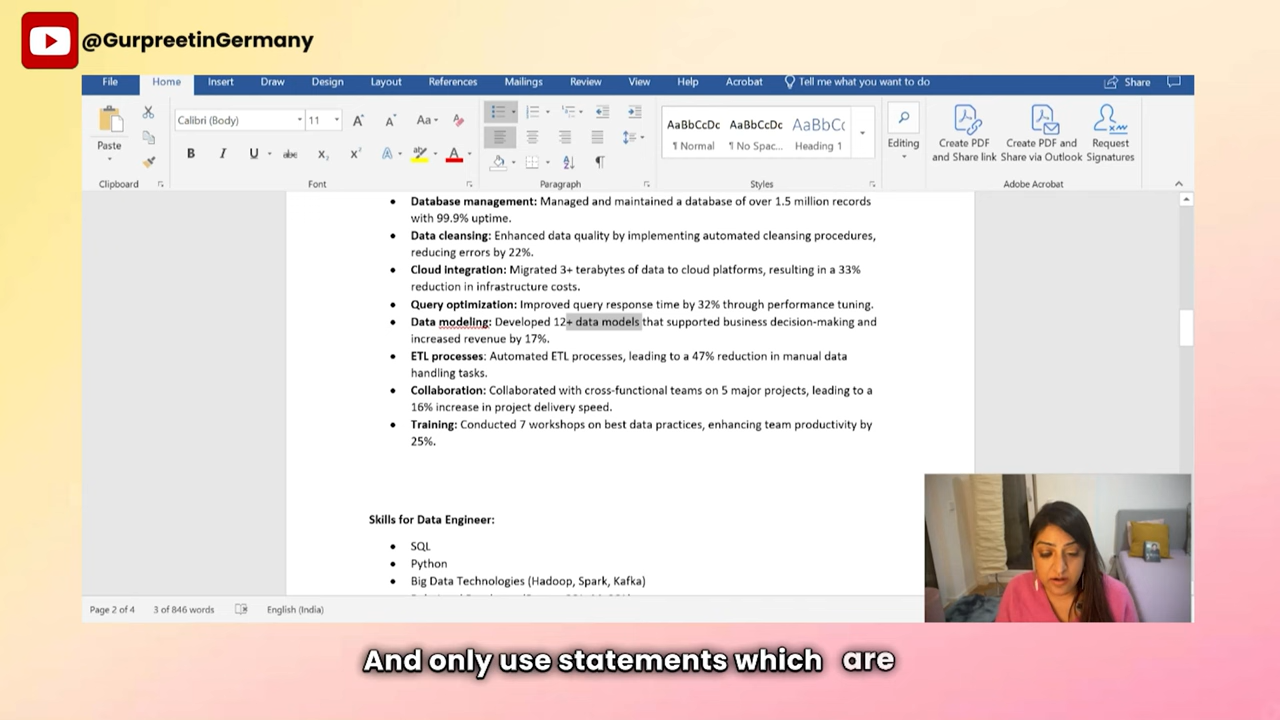 @GurpreetinGermany
File Home Insert Draw Design Layout References Mailings Review View Help Acrobat Tell me what you want to do Share
Calibri (Body) 11 A A Aa A AaBbCcDc AaBbCcDc AaBbCc
Paste B I U abc X₂ X² A A ¶ Normal ¶ No Spac... Heading 1 Editing Create PDF and Share link Create PDF and Share via Outlook Request Signatures
Clipboard Font Paragraph Styles Adobe Acrobat
• Database management: Managed and maintained a database of over 1.5 million records
with 99.9% uptime.
• Data cleansing: Enhanced data quality by implementing automated cleansing procedures,
reducing errors by 22%.
• Cloud integration: Migrated 3+ terabytes of data to cloud platforms, resulting in a 33%
reduction in infrastructure costs.
• Query optimization: Improved query response time by 32% through performance tuning.
• Data modeling: Developed 12+ data models that supported business decision-making and
increased revenue by 17%.
• ETL processes: Automated ETL processes, leading to a 47% reduction in manual data
handling tasks.
• Collaboration: Collaborated with cross-functional teams on 5 major projects, leading to a
16% increase in project delivery speed.
• Training: Conducted 7 workshops on best data practices, enhancing team productivity by
25%.
Skills for Data Engineer:
• SQL
• Python
• Big Data Technologies (Hadoop, Spark, Kafka)
Page 2 of 4 3 of 846 words English (India)
And only use statements which are